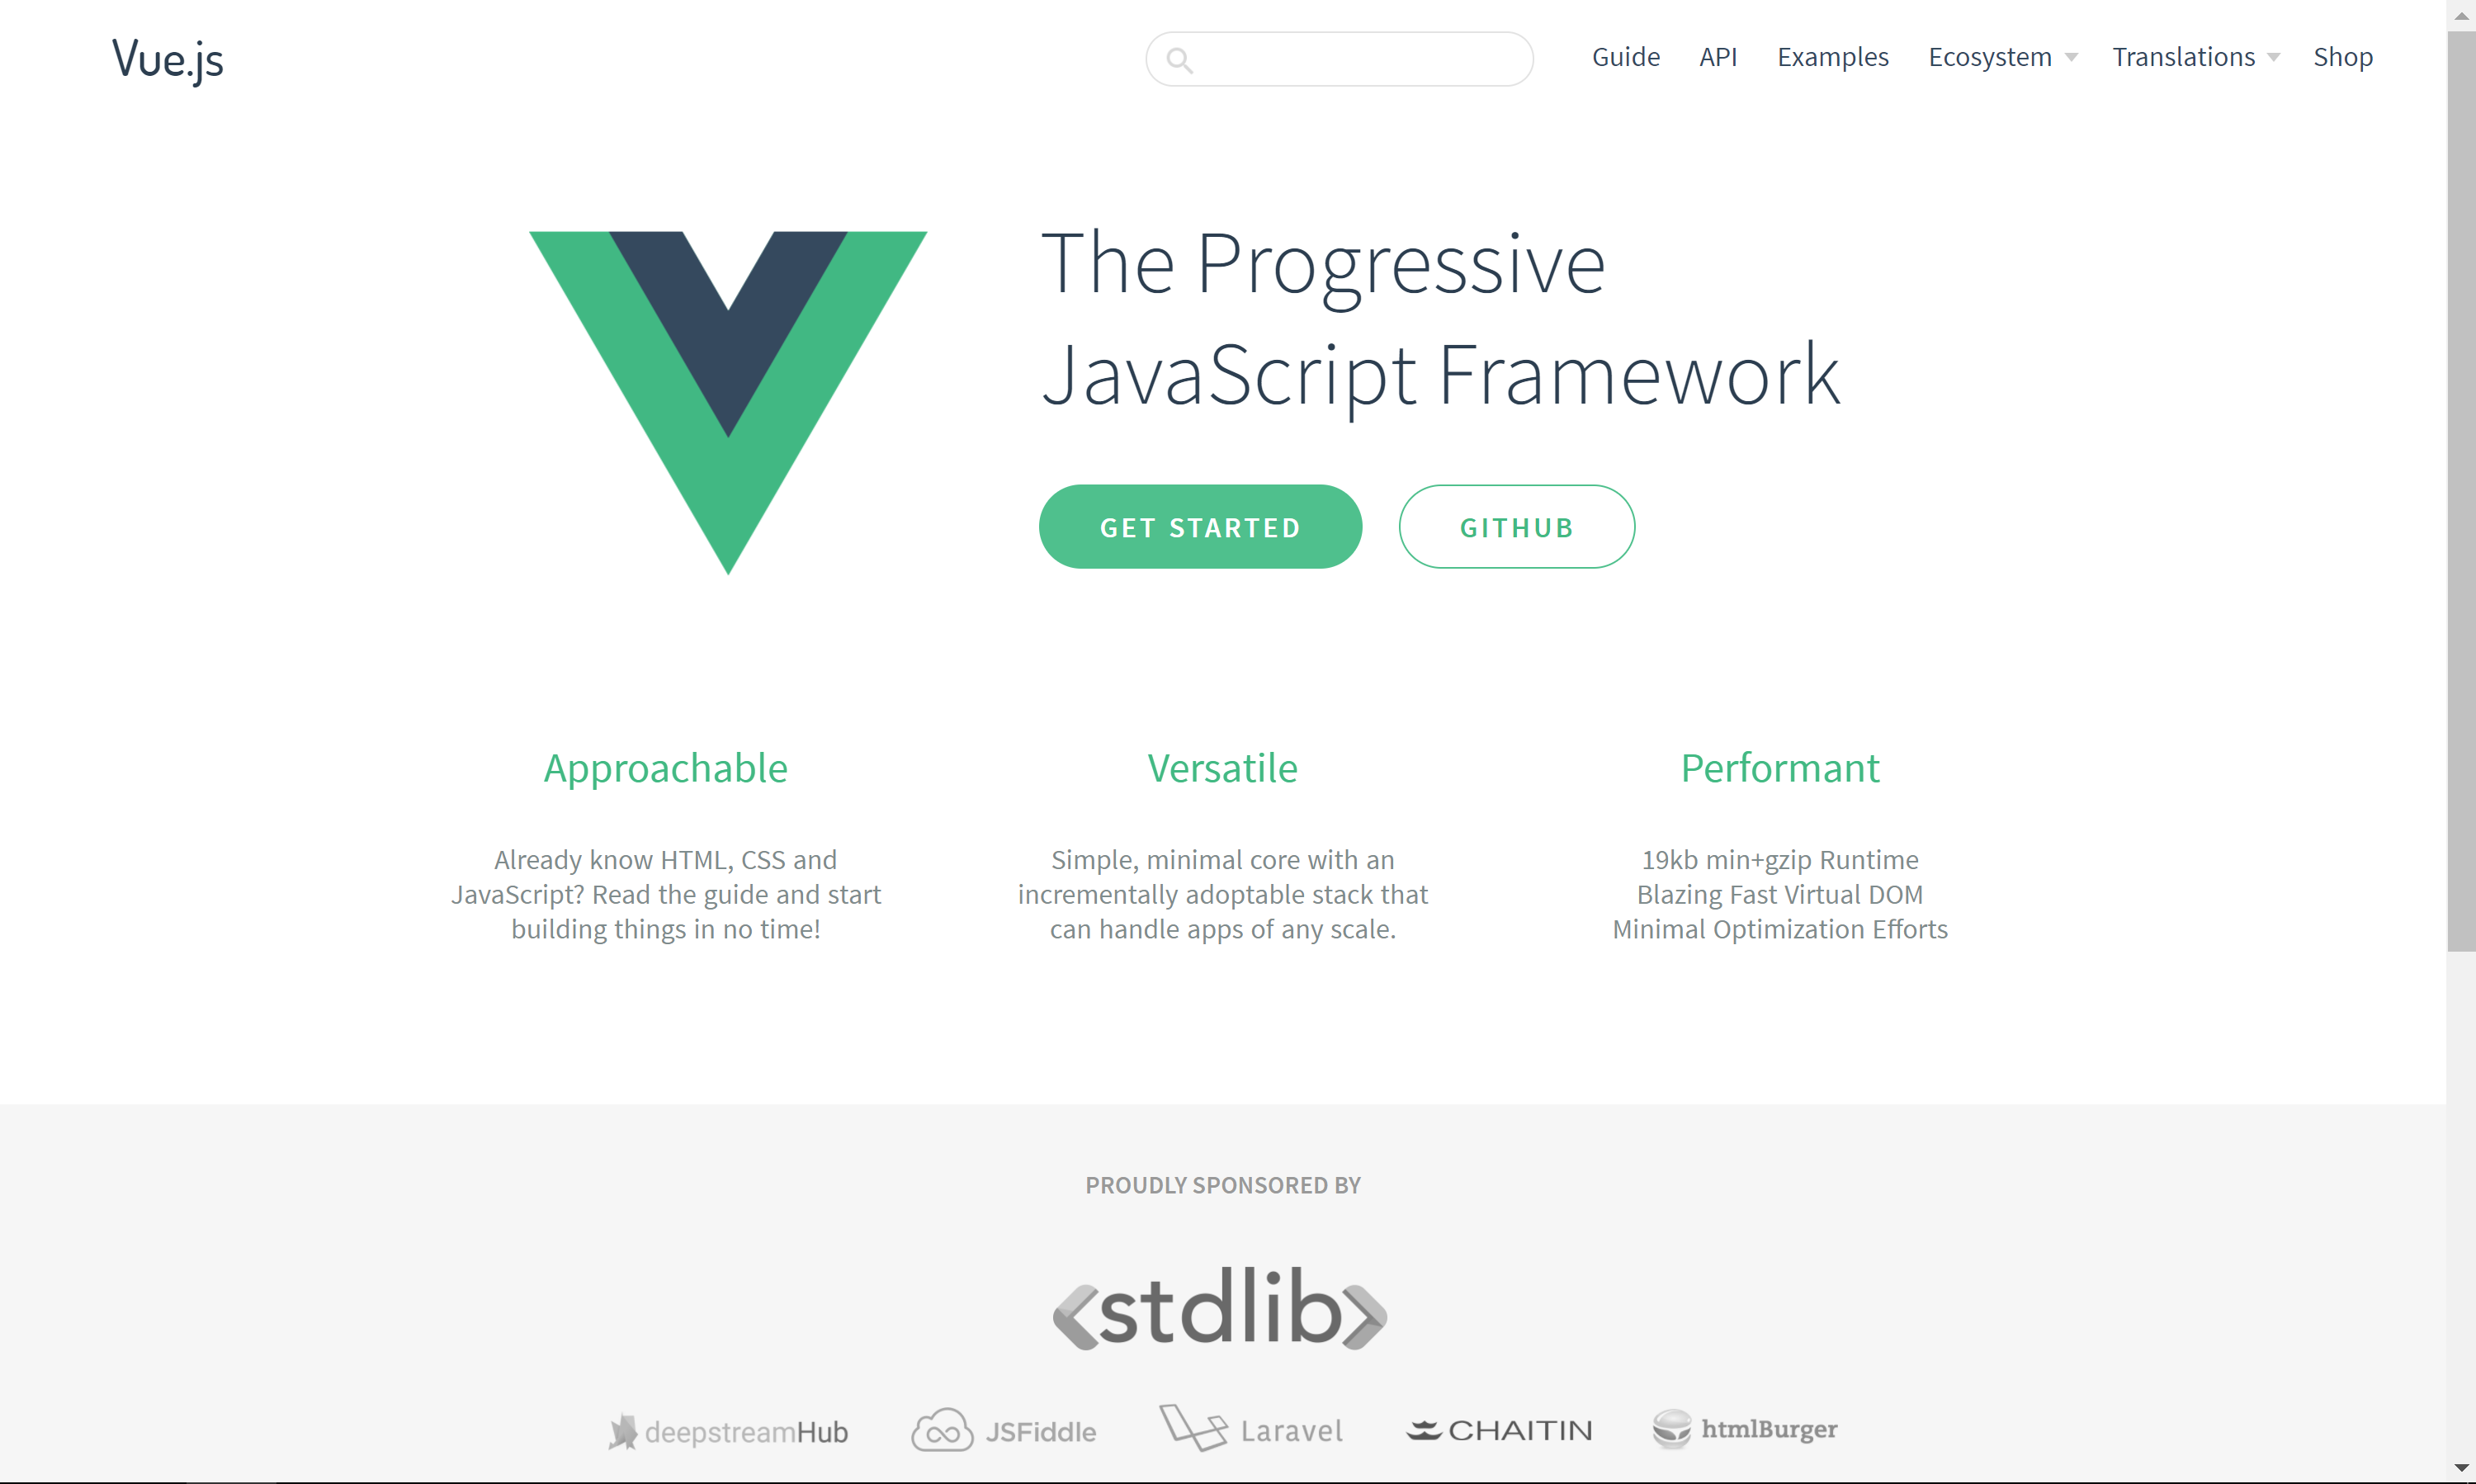 Vue.js
Guide API Examples Ecosystem Translations Shop
The Progressive
JavaScript Framework
GET STARTED GITHUB
Approachable
Already know HTML, CSS and
JavaScript? Read the guide and start
building things in no time!
Versatile
Simple, minimal core with an
incrementally adoptable stack that
can handle apps of any scale.
Performant
19kb min+gzip Runtime
Blazing Fast Virtual DOM
Minimal Optimization Efforts
PROUDLY SPONSORED BY
<stdlib>
deepstreamHub JSFiddle Laravel CHAITIN htmlBurger